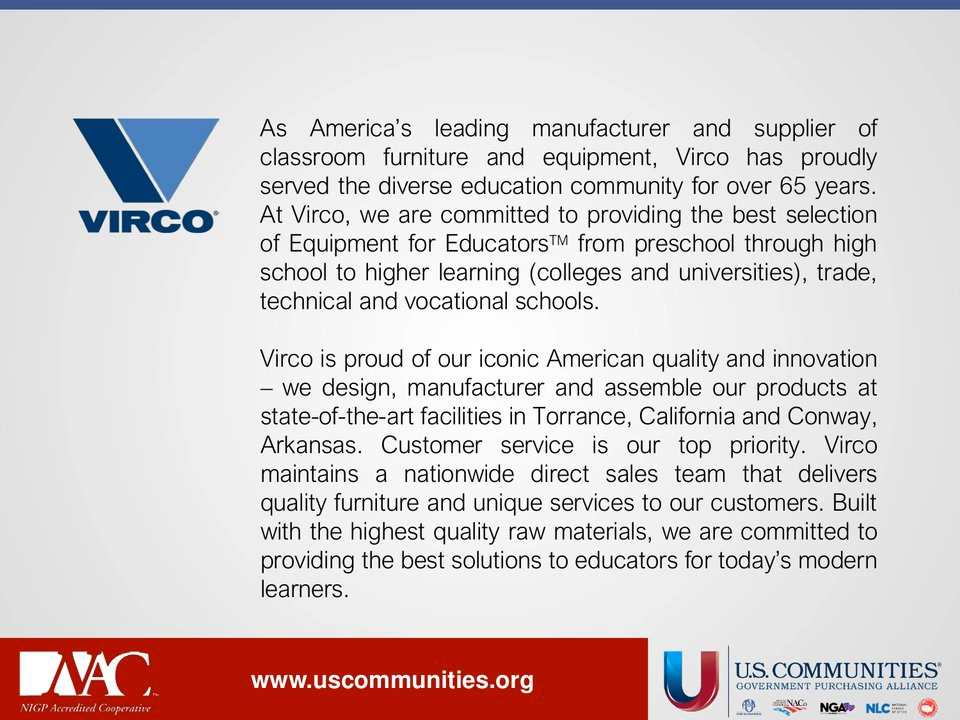 As America’s leading manufacturer and supplier of
classroom furniture and equipment, Virco has proudly
served the diverse education community for over 65 years.
At Virco, we are committed to providing the best selection
of Equipment for Educators™ from preschool through high
school to higher learning (colleges and universities), trade,
technical and vocational schools.
VIRCO®
Virco is proud of our iconic American quality and innovation
– we design, manufacturer and assemble our products at
state-of-the-art facilities in Torrance, California and Conway,
Arkansas. Customer service is our top priority. Virco
maintains a nationwide direct sales team that delivers
quality furniture and unique services to our customers. Built
with the highest quality raw materials, we are committed to
providing the best solutions to educators for today’s modern
learners.
NAC™
NIGP Accredited Cooperative
www.uscommunities.org
U.S. COMMUNITIES®
GOVERNMENT PURCHASING ALLIANCE
NACo
NGA
NLC